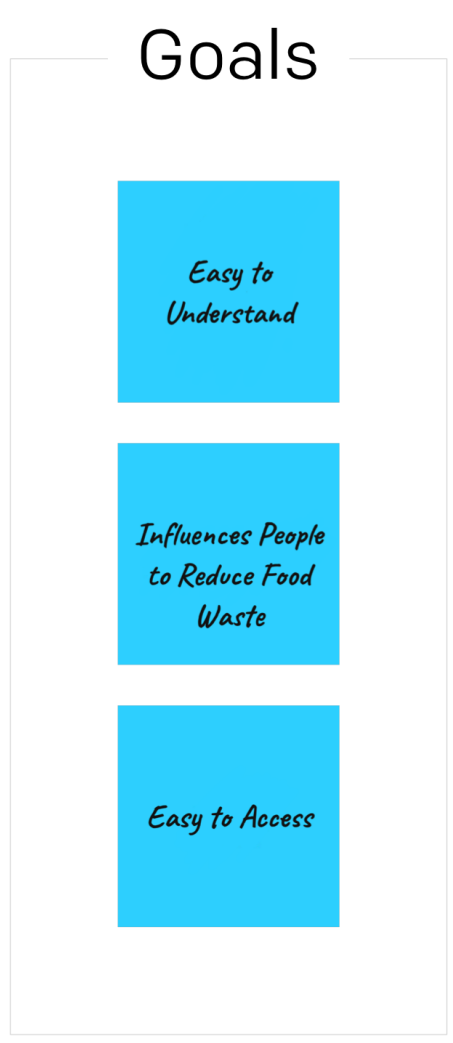 Goals
Easy to
Understand
Influences People
to Reduce Food
Waste
Easy to Access